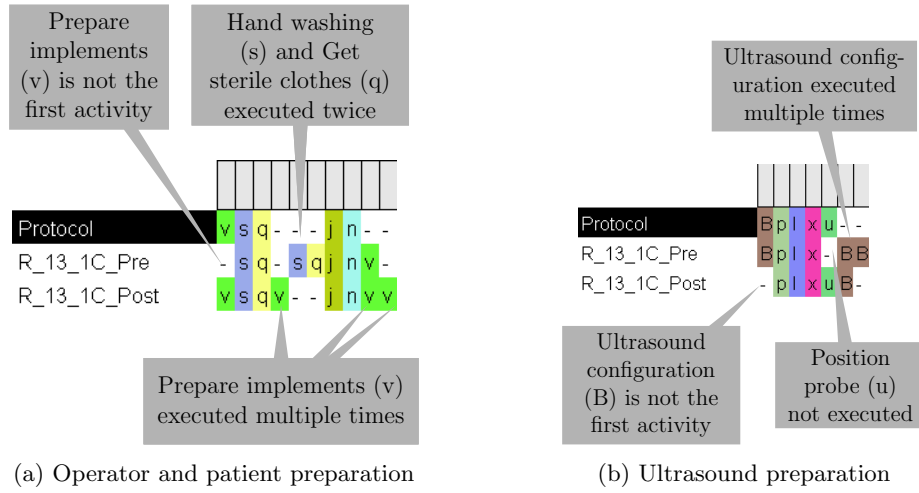 Prepare
implements
(v) is not the
first activity
Hand washing
(s) and Get
sterile clothes (q)
executed twice
Protocol
v s q - - - j n - -
R_13_1C_Pre
- s q - s q j n v -
R_13_1C_Post
v s q v - - j n v v
Prepare implements (v)
executed multiple times
(a) Operator and patient preparation
Ultrasound config-
uration executed
multiple times
Protocol
B p l x u - -
R_13_1C_Pre
B p l x - B B
R_13_1C_Post
- p l x u B -
Ultrasound
configuration
(B) is not the
first activity
Position
probe (u)
not executed
(b) Ultrasound preparation